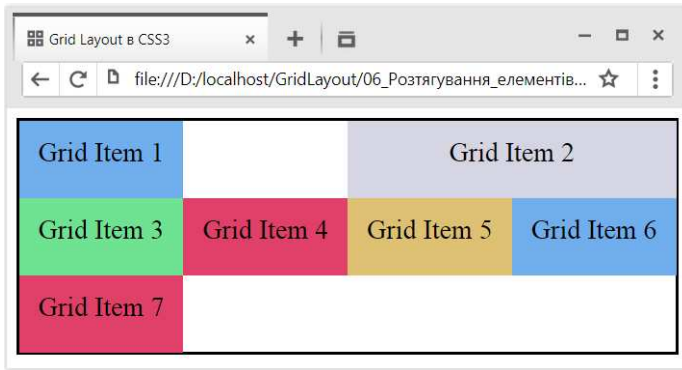 Grid Layout в CSS3
file:///D:/localhost/GridLayout/06_Розтягування_елементів...
Grid Item 1
Grid Item 2
Grid Item 3
Grid Item 4
Grid Item 5
Grid Item 6
Grid Item 7